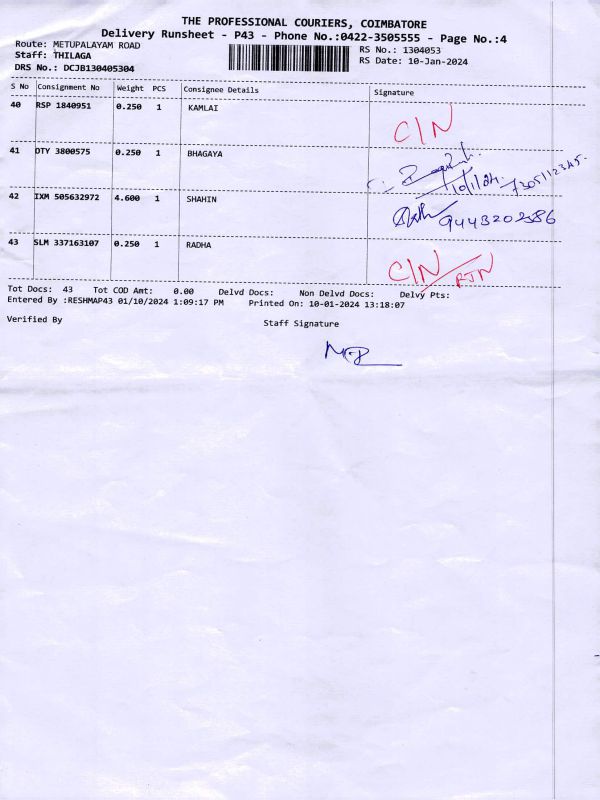 THE PROFESSIONAL COURIERS, COIMBATORE
Delivery Runsheet - P43 - Phone No.:0422-3505555 - Page No.:4
Route: METUPALAYAM ROAD
RS No.: 1304053
Staff: THILAGA
RS Date: 10-Jan-2024
DRS No.: DCJB130405304
S No Consignment No Weight PCS Consignee Details Signature
40 RSP 1840951 0.250 1 KAMLAI
C/N
41 DTY 3800575 0.250 1 BHAGAYA
10/1/24. 7305112345.
42 IXM 505632972 4.600 1 SHAHIN
9443202586
43 SLM 337163107 0.250 1 RADHA
C/N RTN
Tot Docs: 43 Tot COD Amt: 0.00 Delvd Docs: Non Delvd Docs: Delvy Pts:
Entered By :RESHMAP43 01/10/2024 1:09:17 PM Printed On: 10-01-2024 13:18:07
Verified By Staff Signature